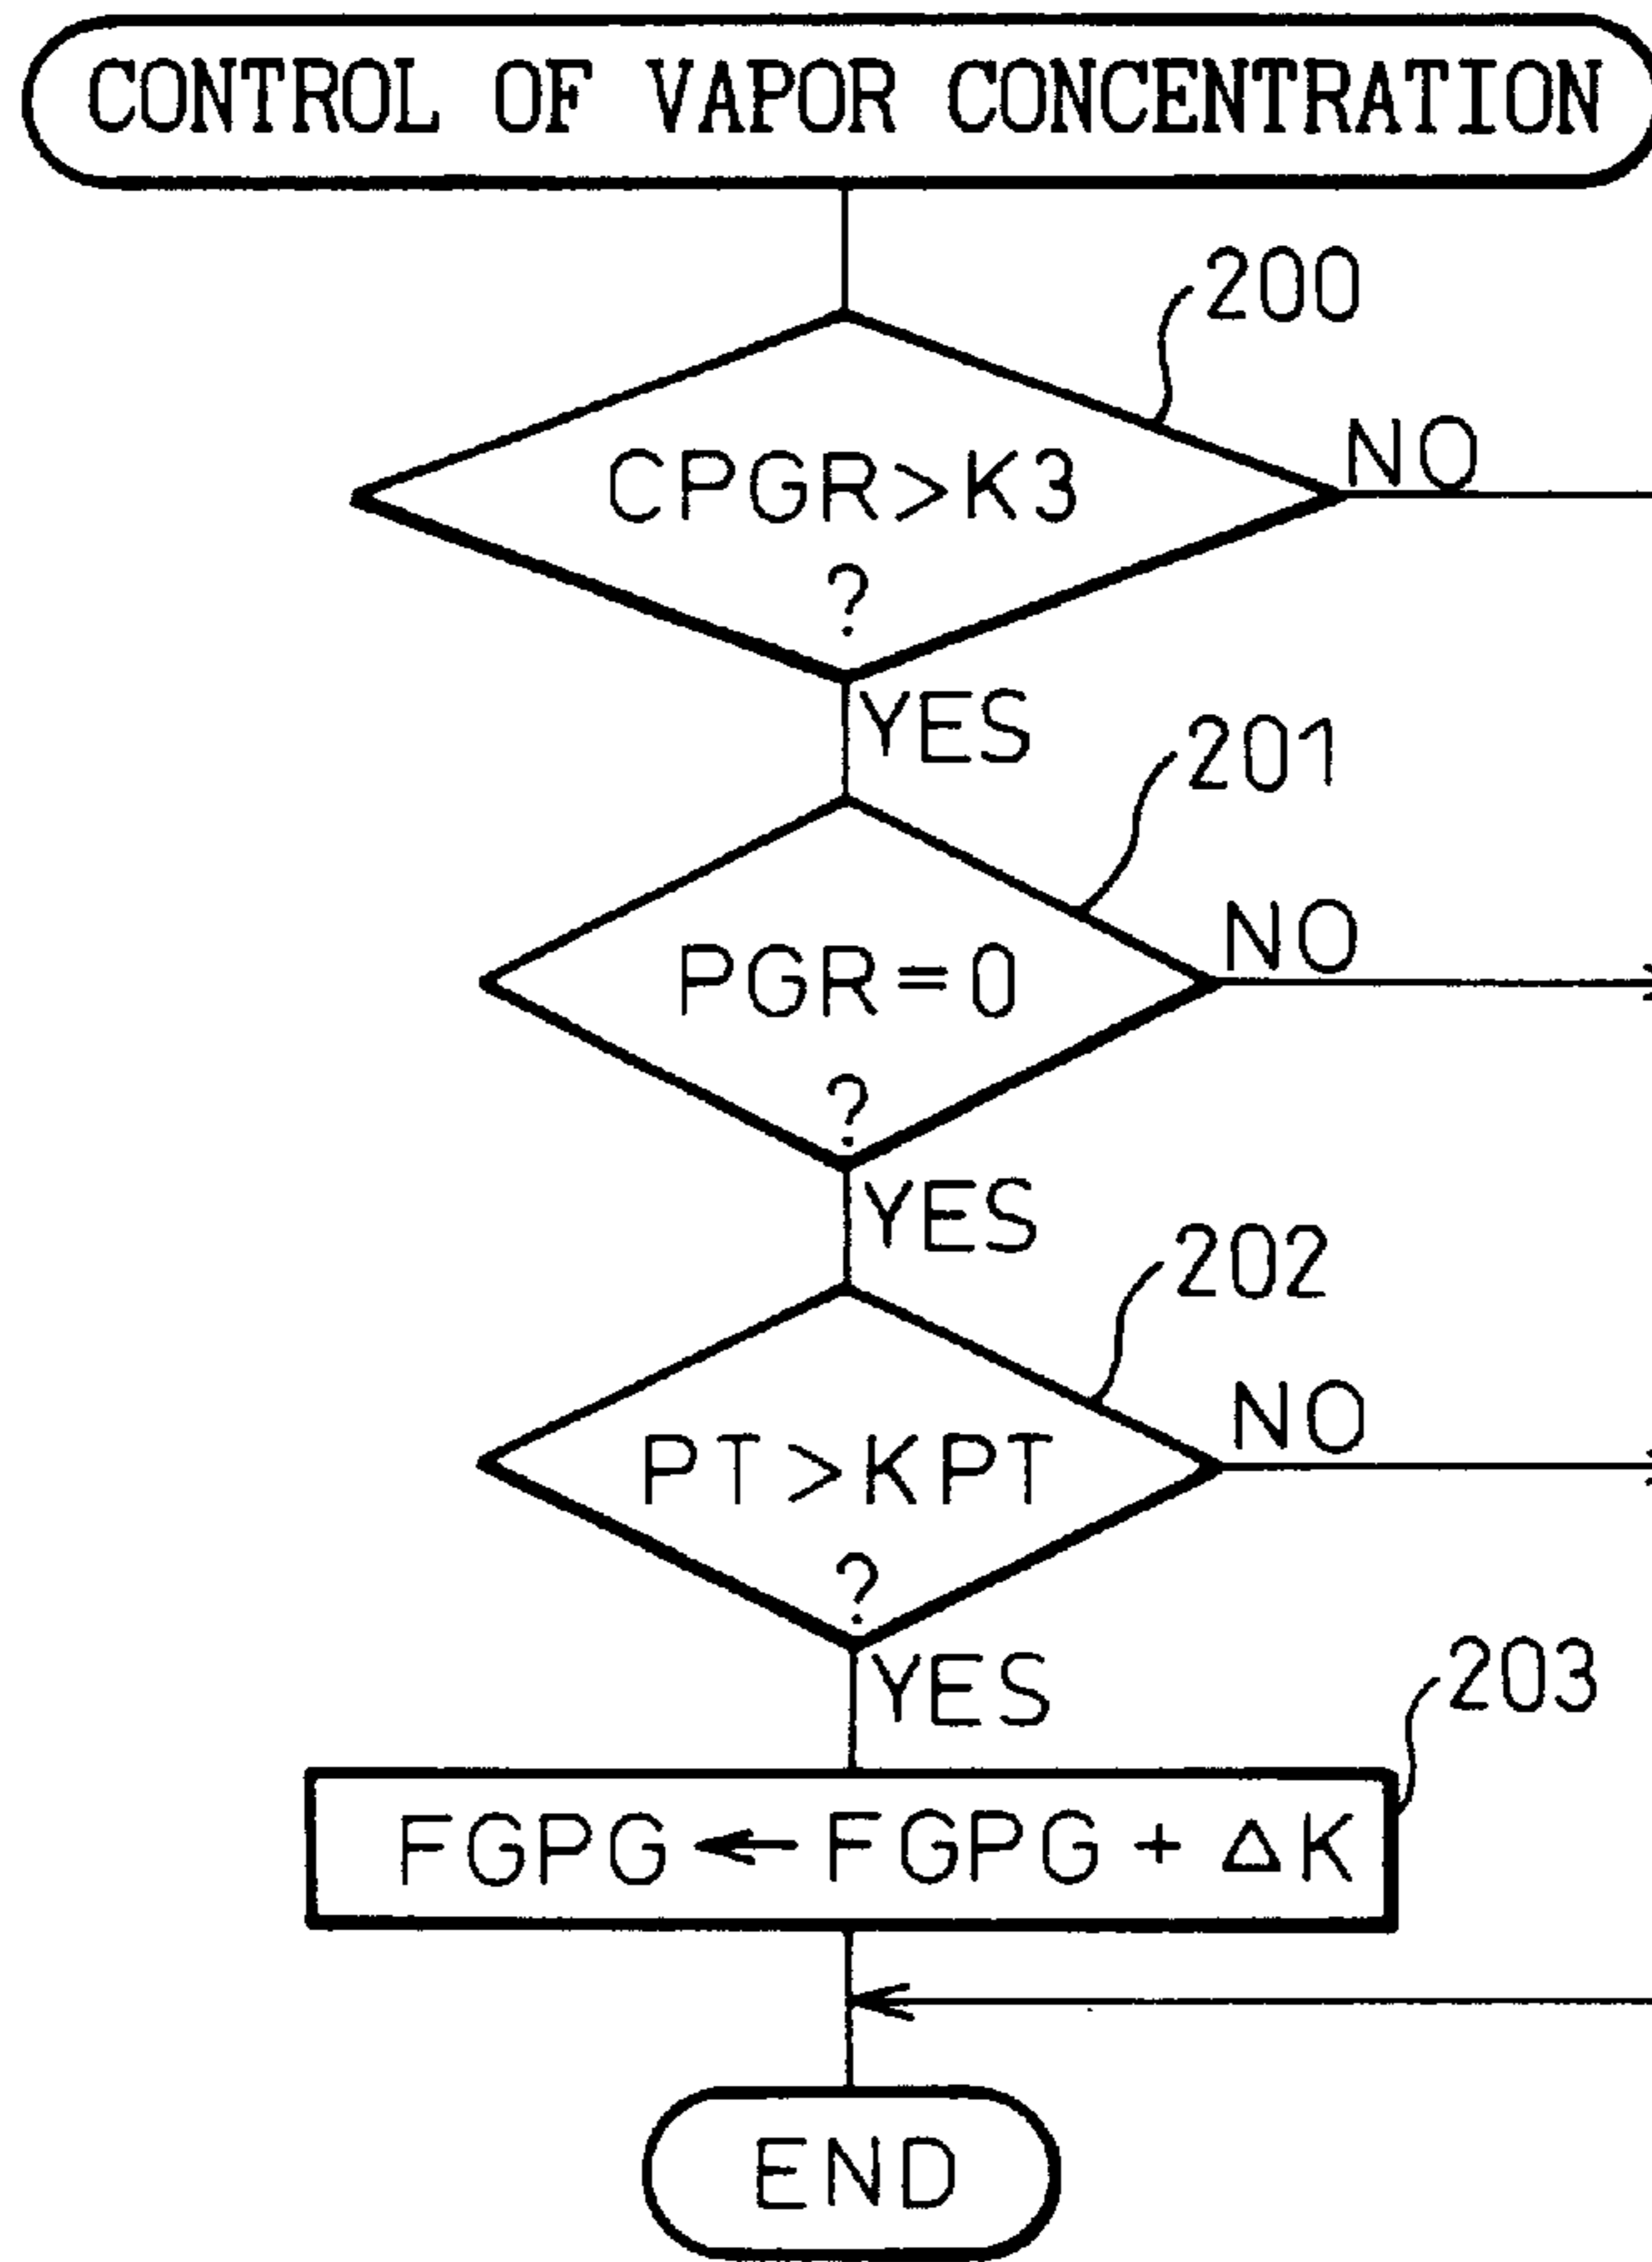 CONTROL OF VAPOR CONCENTRATION
200
CPGR>K3
?
NO
YES
201
PGR=0
?
NO
YES
202
PT>KPT
?
NO
YES
203
FGPG ← FGPG + ΔK
END